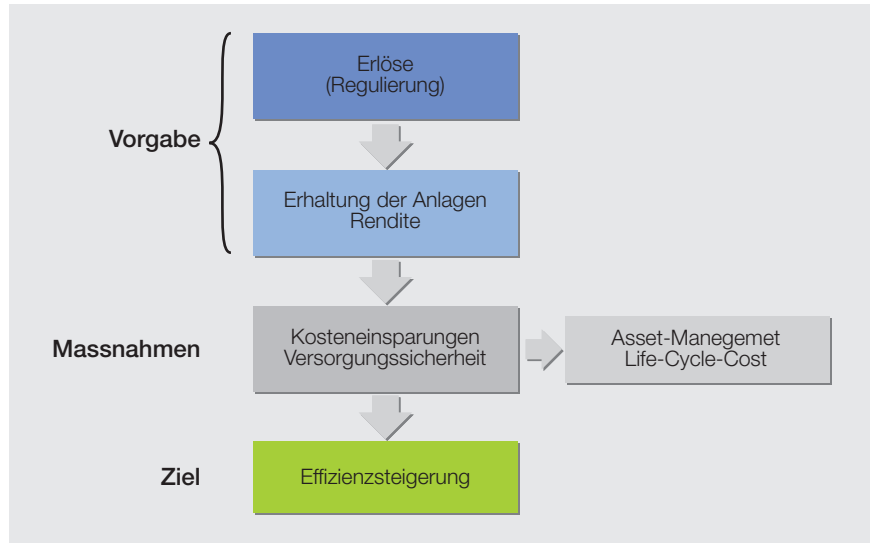 Erlöse
(Regulierung)
Vorgabe
Erhaltung der Anlagen
Rendite
Massnahmen
Kosteneinsparungen
Versorgungssicherheit
Asset-Manegemet
Life-Cycle-Cost
Ziel
Effizienzsteigerung